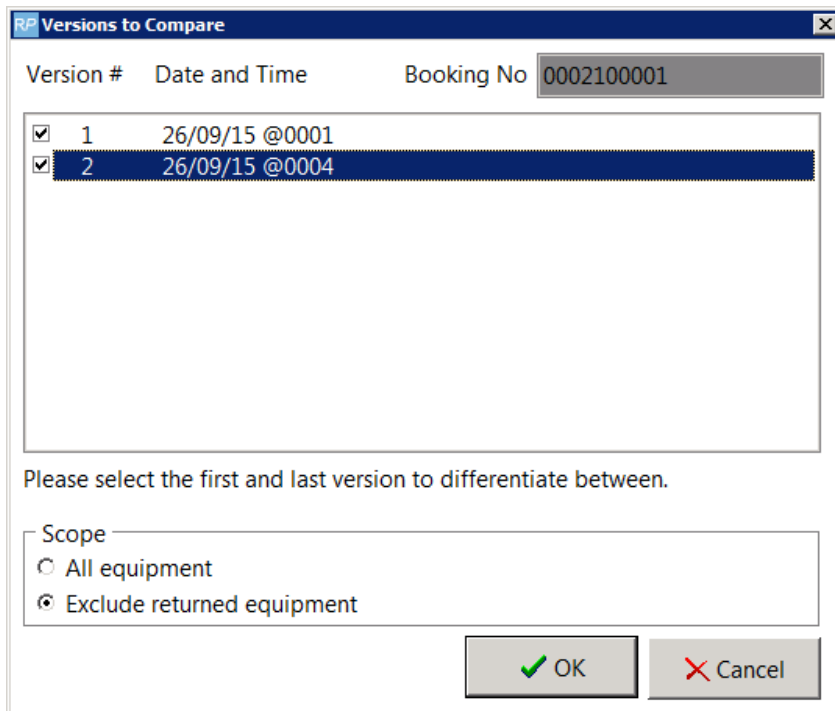 RP Versions to Compare
Version # Date and Time Booking No 0002100001
1 26/09/15 @0001
2 26/09/15 @0004
Please select the first and last version to differentiate between.
Scope
All equipment
Exclude returned equipment
OK Cancel